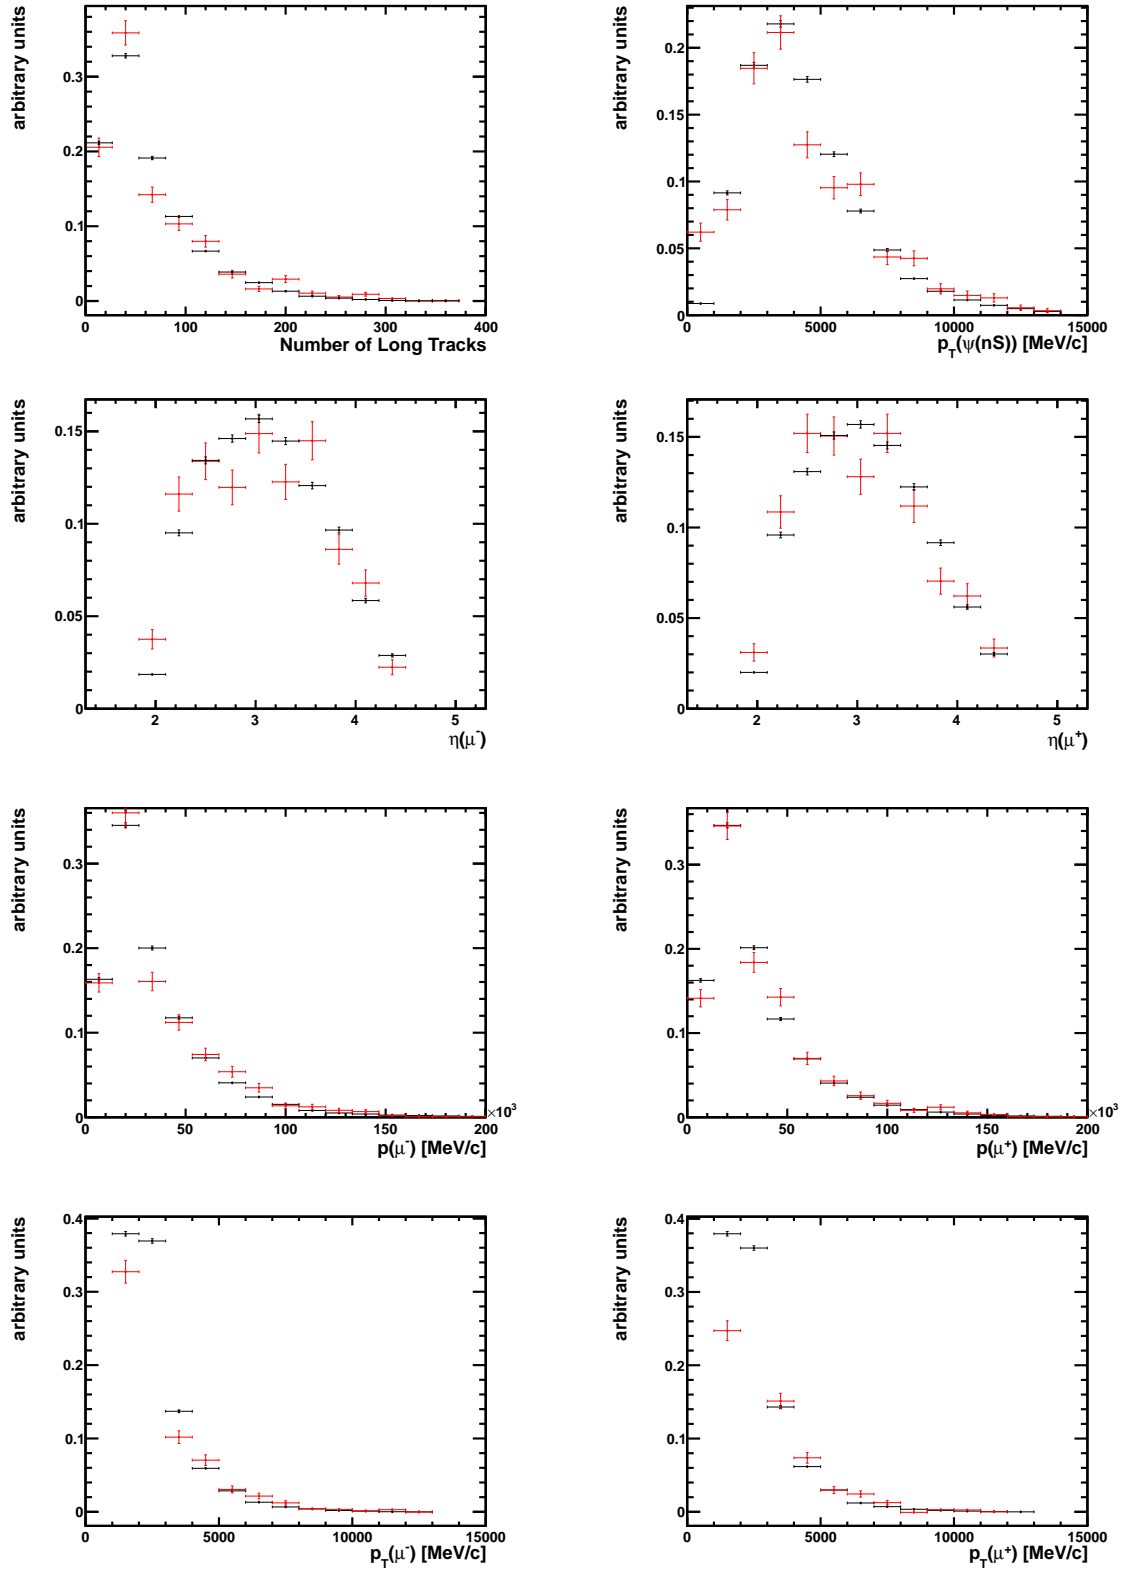 arbitrary units
0.3
0.2
0.1
0
0 100 200 300 400
Number of Long Tracks
arbitrary units
0.2
0.15
0.1
0.05
0
0 5000 10000 15000
p_T(ψ(nS)) [MeV/c]
arbitrary units
0.15
0.1
0.05
0
2 3 4 5
η(μ⁻)
arbitrary units
0.15
0.1
0.05
0
2 3 4 5
η(μ⁺)
arbitrary units
0.3
0.2
0.1
0
×10³
0 50 100 150 200
p(μ⁻) [MeV/c]
arbitrary units
0.3
0.2
0.1
0
×10³
0 50 100 150 200
p(μ⁺) [MeV/c]
arbitrary units
0.4
0.3
0.2
0.1
0
0 5000 10000 15000
p_T(μ⁻) [MeV/c]
arbitrary units
0.4
0.3
0.2
0.1
0
0 5000 10000 15000
p_T(μ⁺) [MeV/c]